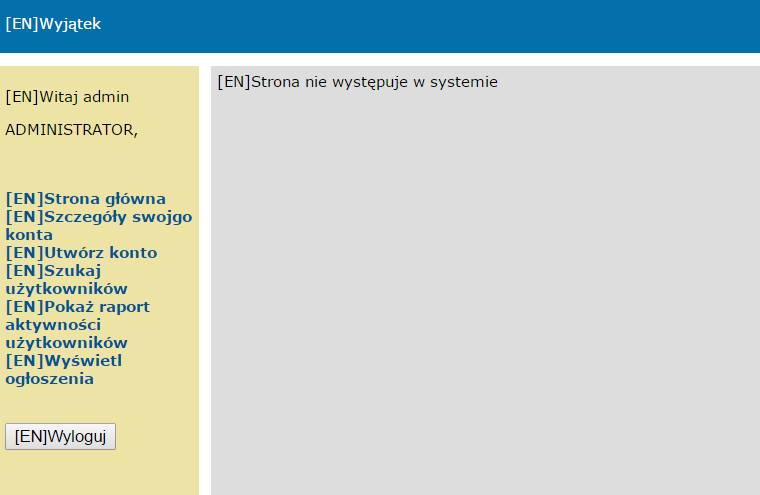 [EN]Wyjątek
[EN]Witaj admin
ADMINISTRATOR,
[EN]Strona główna
[EN]Szczegóły swojgo
konta
[EN]Utwórz konto
[EN]Szukaj
użytkowników
[EN]Pokaż raport
aktywności
użytkowników
[EN]Wyświetl
ogłoszenia
[EN]Wyloguj
[EN]Strona nie występuje w systemie